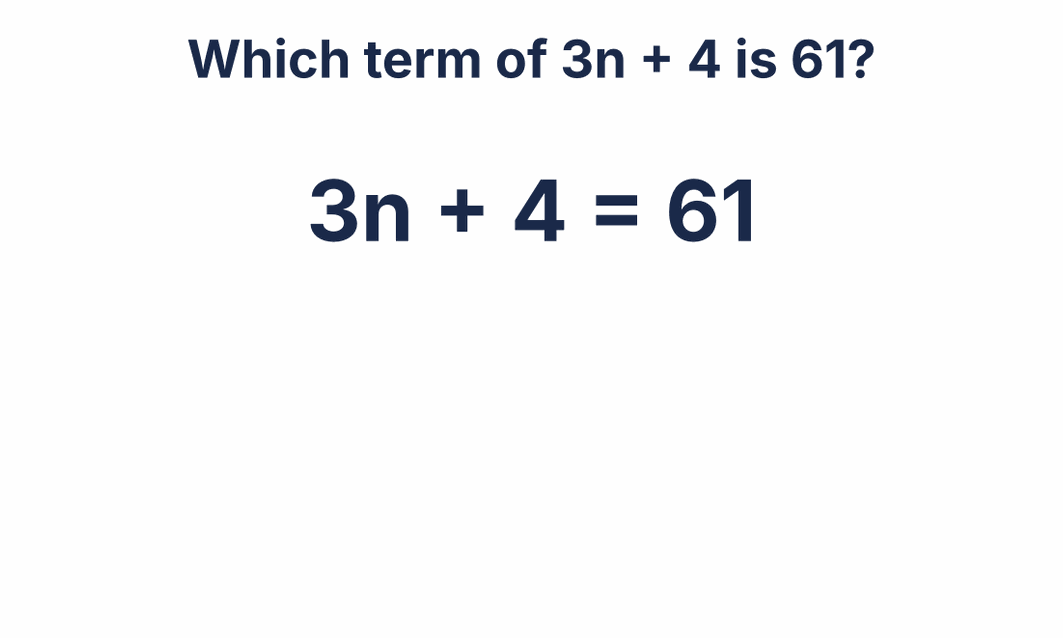 Which term of 3n + 4 is 61?
3n + 4 = 61